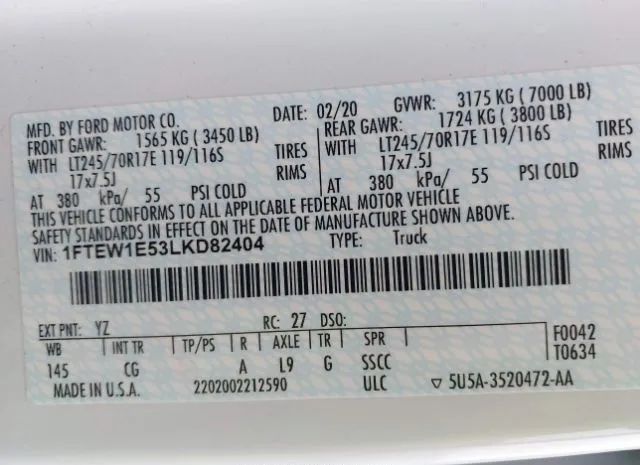 MFD. BY FORD MOTOR CO. DATE: 02/20 GVWR: 3175 KG ( 7000 LB)
FRONT GAWR: 1565 KG ( 3450 LB) REAR GAWR: 1724 KG ( 3800 LB)
WITH LT245/70R17E 119/116S TIRES WITH LT245/70R17E 119/116S TIRES
17x7.5J RIMS 17x7.5J RIMS
AT 380 kPa/ 55 PSI COLD AT 380 kPa/ 55 PSI COLD
THIS VEHICLE CONFORMS TO ALL APPLICABLE FEDERAL MOTOR VEHICLE
SAFETY STANDARDS IN EFFECT ON THE DATE OF MANUFACTURE SHOWN ABOVE.
VIN: 1FTEW1E53LKD82404 TYPE: Truck
EXT PNT: YZ RC: 27 DSO:
WB INT TR TP/PS R AXLE TR SPR F0042
145 CG A L9 G SSCC T0634
MADE IN U.S.A. 2202002212590 ULC ▽ 5U5A-3520472-AA